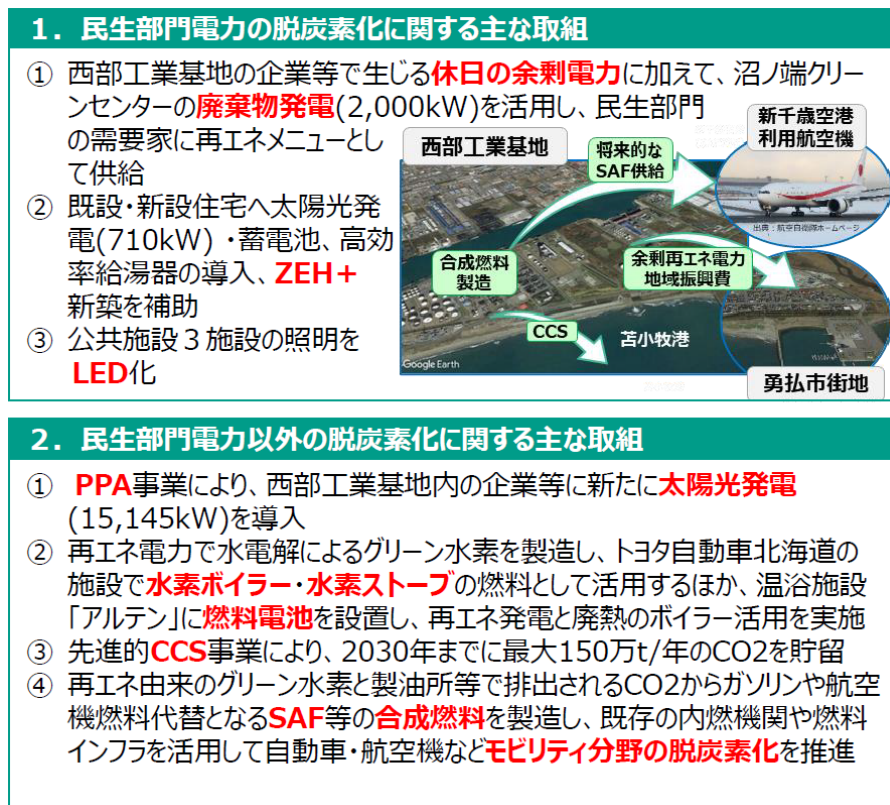 1．民生部門電力の脱炭素化に関する主な取組
① 西部工業基地の企業等で生じる休日の余剰電力に加えて、沼ノ端クリー
ンセンターの廃棄物発電(2,000kW)を活用し、民生部門
の需要家に再エネメニューとし
て供給
② 既設・新設住宅へ太陽光発
電(710kW) ・蓄電池、高効
率給湯器の導入、ZEH＋
新築を補助
③ 公共施設３施設の照明を
LED化
西部工業基地
将来的な
SAF供給
新千歳空港
利用航空機
出典：航空自衛隊ホームページ
合成燃料
製造
余剰再エネ電力
地域振興費
CCS
苫小牧港
Google Earth
勇払市街地
2．民生部門電力以外の脱炭素化に関する主な取組
① PPA事業により、西部工業基地内の企業等に新たに太陽光発電
(15,145kW)を導入
② 再エネ電力で水電解によるグリーン水素を製造し、トヨタ自動車北海道の
施設で水素ボイラー・水素ストーブの燃料として活用するほか、温浴施設
「アルテン」に燃料電池を設置し、再エネ発電と廃熱のボイラー活用を実施
③ 先進的CCS事業により、2030年までに最大150万t/年のCO2を貯留
④ 再エネ由来のグリーン水素と製油所等で排出されるCO2からガソリンや航空
機燃料代替となるSAF等の合成燃料を製造し、既存の内燃機関や燃料
インフラを活用して自動車・航空機などモビリティ分野の脱炭素化を推進